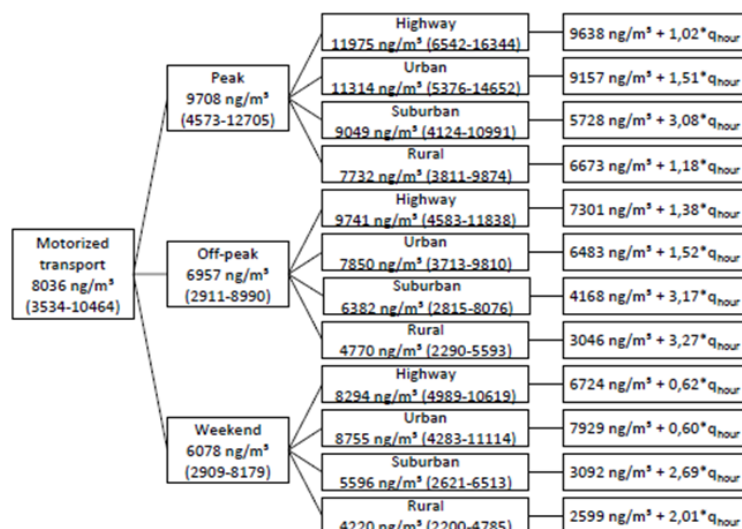 Highway
11975 ng/m³ (6542-16344)
9638 ng/m³ + 1,02*qhour
Urban
11314 ng/m³ (5376-14652)
9157 ng/m³ + 1,51*qhour
Peak
9708 ng/m³
(4573-12705)
Suburban
9049 ng/m³ (4124-10991)
5728 ng/m³ + 3,08*qhour
Rural
7732 ng/m³ (3811-9874)
6673 ng/m³ + 1,18*qhour
Highway
9741 ng/m³ (4583-11838)
7301 ng/m³ + 1,38*qhour
Motorized
transport
8036 ng/m³
(3534-10464)
Off-peak
6957 ng/m³
(2911-8990)
Urban
7850 ng/m³ (3713-9810)
6483 ng/m³ + 1,52*qhour
Suburban
6382 ng/m³ (2815-8076)
4168 ng/m³ + 3,17*qhour
Rural
4770 ng/m³ (2290-5593)
3046 ng/m³ + 3,27*qhour
Highway
8294 ng/m³ (4989-10619)
6724 ng/m³ + 0,62*qhour
Weekend
6078 ng/m³
(2909-8179)
Urban
8755 ng/m³ (4283-11114)
7929 ng/m³ + 0,60*qhour
Suburban
5596 ng/m³ (2621-6513)
3092 ng/m³ + 2,69*qhour
Rural
4220 ng/m³ (2200-4785)
2599 ng/m³ + 2,01*qhour